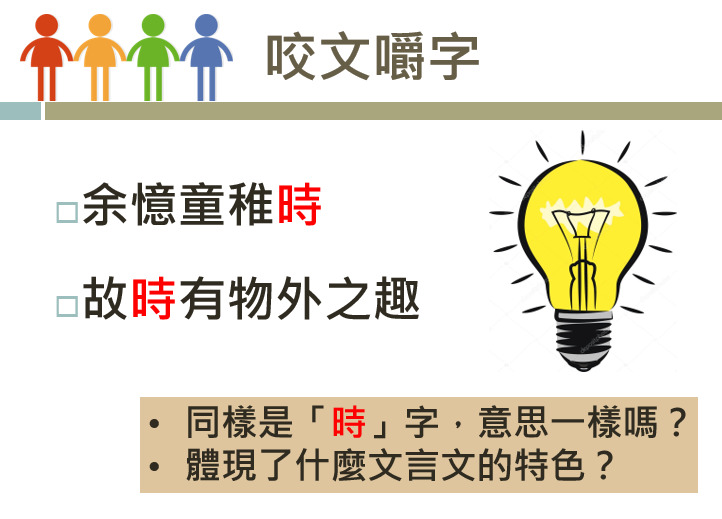 咬文嚼字
余憶童稚時
故時有物外之趣
• 同樣是「時」字，意思一樣嗎？
• 體現了什麼文言文的特色？